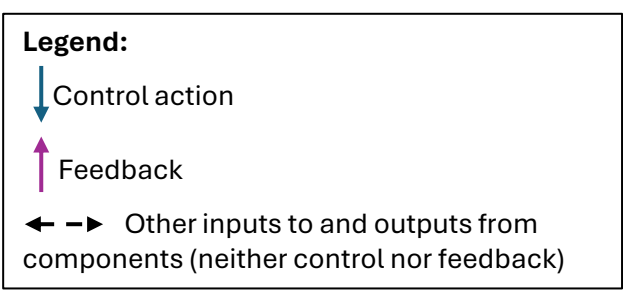 Legend:
Control action
Feedback
Other inputs to and outputs from
components (neither control nor feedback)